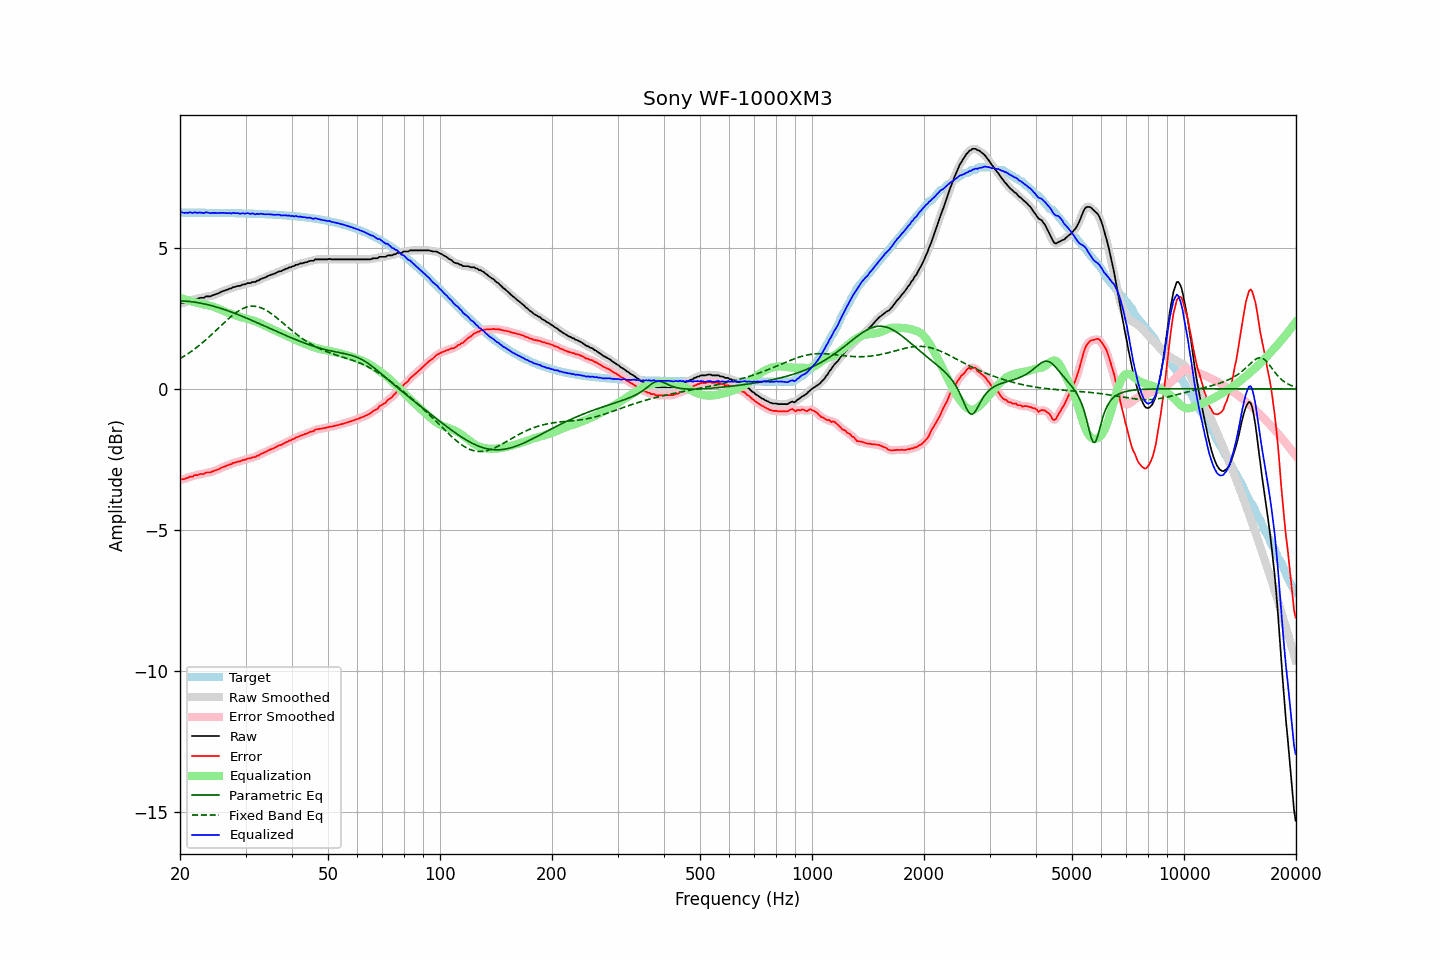 Sony WF-1000XM3
Amplitude (dBr)
5
0
−5
−10
−15
Target
Raw Smoothed
Error Smoothed
Raw
Error
Equalization
Parametric Eq
Fixed Band Eq
Equalized
20
50
100
200
500
1000
2000
5000
10000
20000
Frequency (Hz)